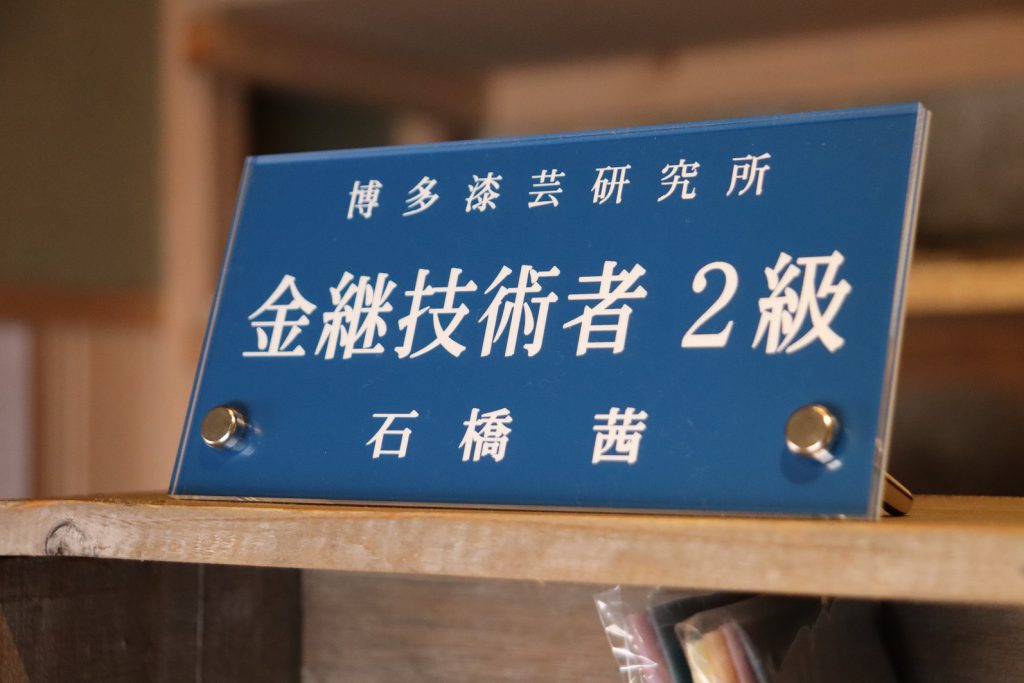 博多漆芸研究所
金継技術者 2級
石橋 茜